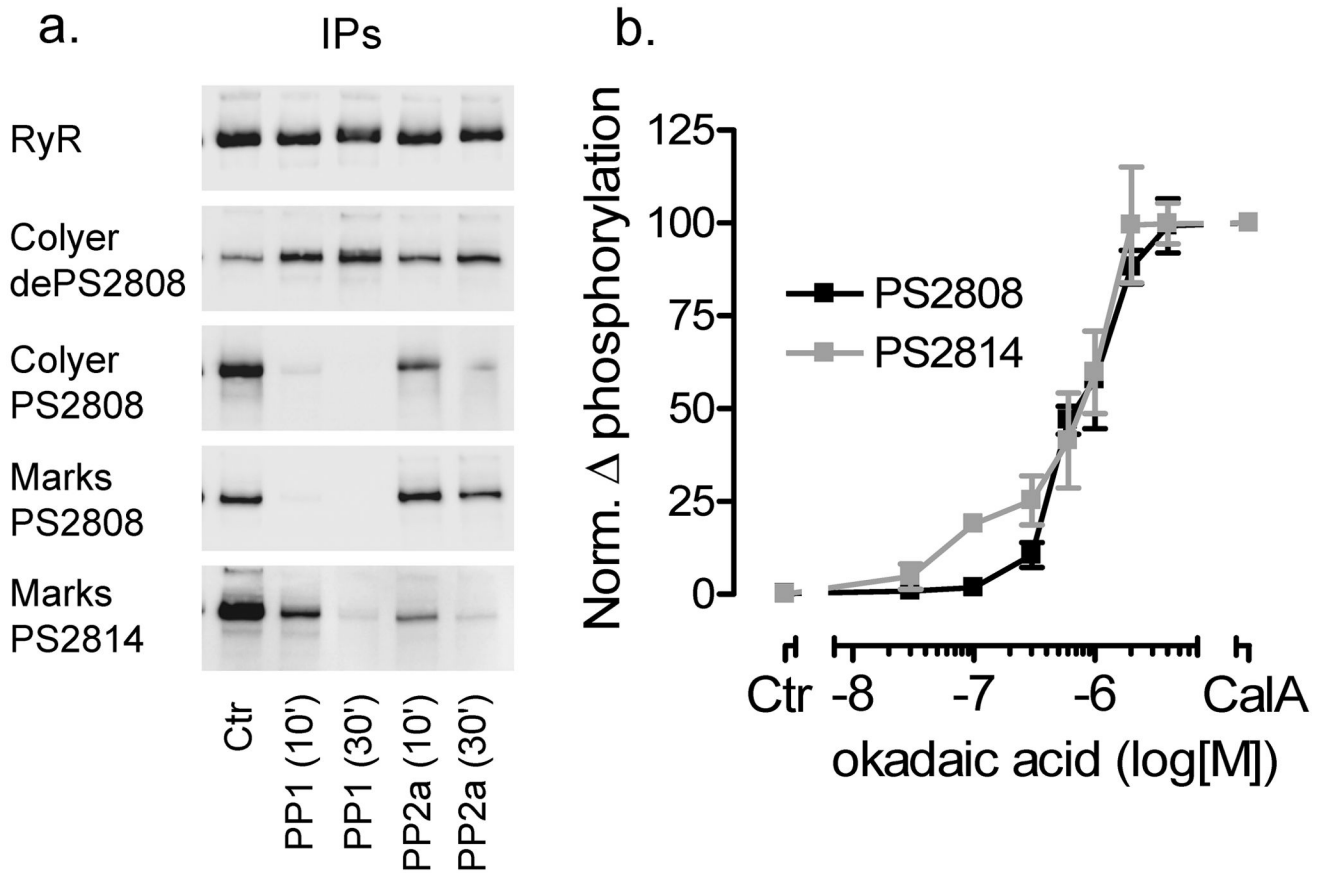 a.
IPs
RyR
Colyer
dePS2808
Colyer
PS2808
Marks
PS2808
Marks
PS2814
Ctr
PP1 (10')
PP1 (30')
PP2a (10')
PP2a (30')
b.
Norm. Δ phosphorylation
125
100
75
50
25
0
PS2808
PS2814
Ctr -8 -7 -6 CalA
okadaic acid (log[M])